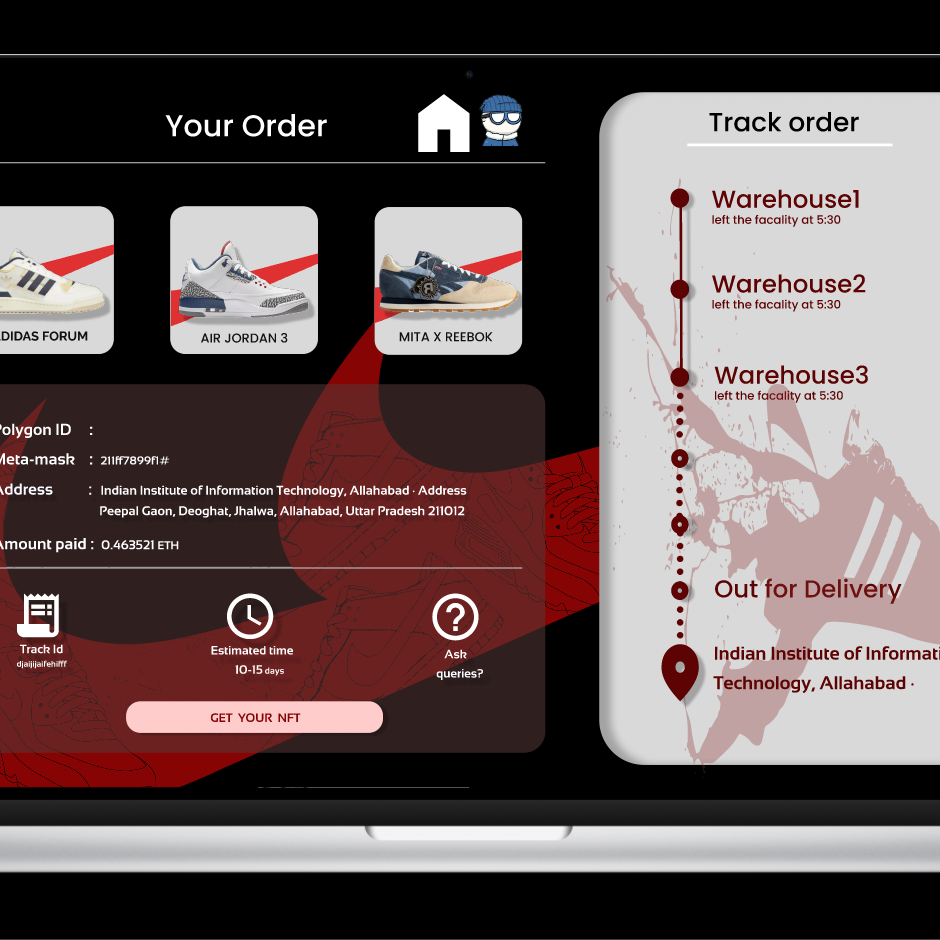 Your Order
DIDAS FORUM
AIR JORDAN 3
MITA X REEBOK
Polygon ID :
Meta-mask : 211ff7899f1#
Address : Indian Institute of Information Technology, Allahabad · Address
Peepal Gaon, Deoghat, Jhalwa, Allahabad, Uttar Pradesh 211012
Amount paid : 0.463521 ETH
Track Id
djaijijaifehifff
Estimated time
10-15 days
Ask
queries?
GET YOUR NFT
Track order
Warehouse1
left the facality at 5:30
Warehouse2
left the facality at 5:30
Warehouse3
left the facality at 5:30
Out for Delivery
Indian Institute of Informati
Technology, Allahabad ·